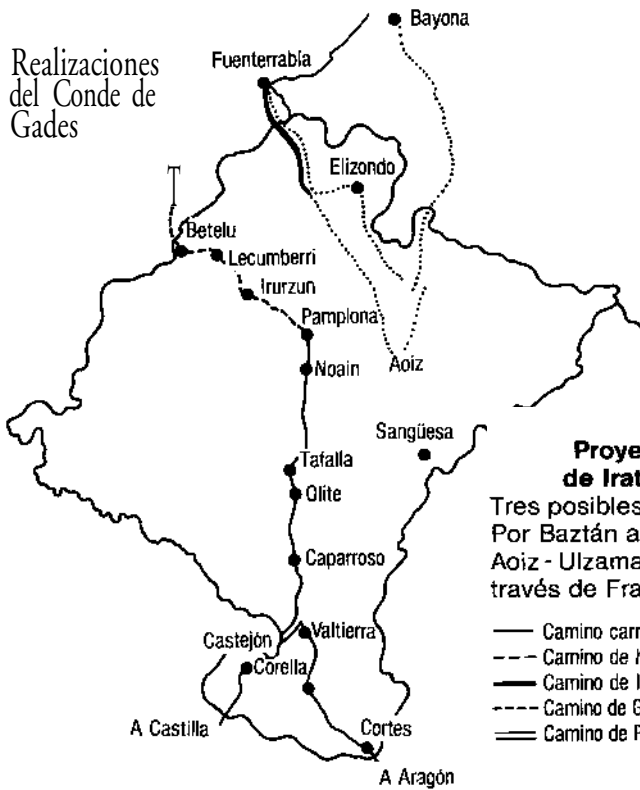 Realizaciones
del Conde de
Gades
Bayona
Fuenterrabía
Elizondo
Betelu
Lecumberri
Irurzun
Pamplona
Noain
Aoiz
Sangüesa
Tafalla
Olite
Caparroso
Castejón
Valtierra
Corella
A Castilla
Cortes
A Aragón
Proye
de Irat
Tres posibles
Por Baztán a
Aoiz - Ulzama
través de Fra
Camino carr
Camino de
Camino de
Camino de G
Camino de P